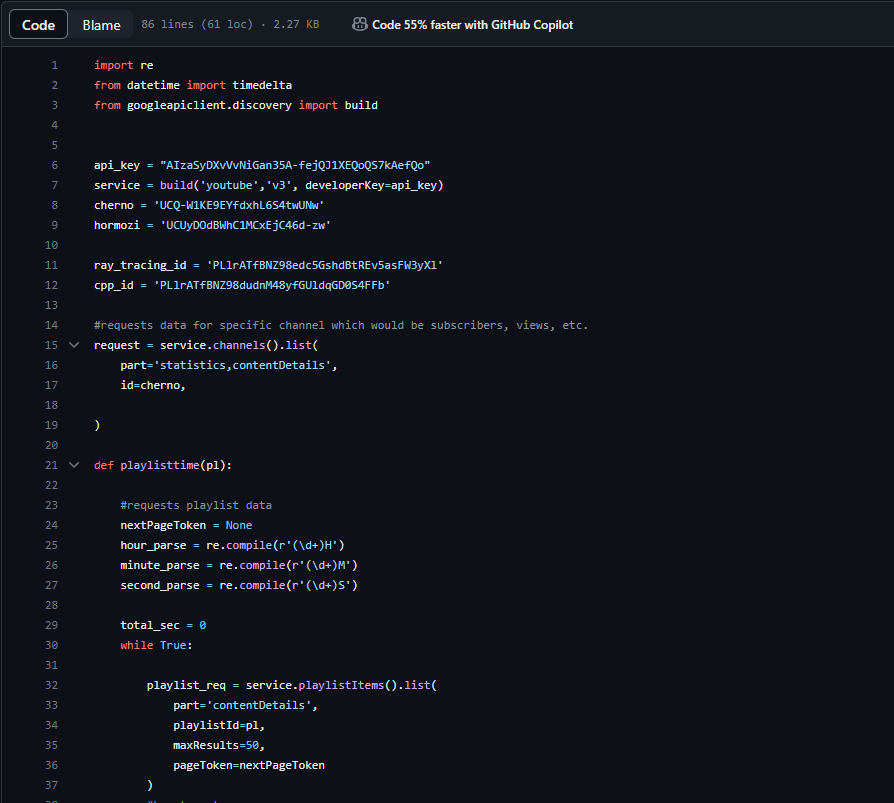 Code Blame 86 lines (61 loc) · 2.27 KB Code 55% faster with GitHub Copilot
1 import re
2 from datetime import timedelta
3 from googleapiclient.discovery import build
4
5
6 api_key = "AIzaSyDXvVvNiGan35A-fejQJ1XEQoQS7kAefQo"
7 service = build('youtube','v3', developerKey=api_key)
8 cherno = 'UCQ-W1KE9EYfdxhL6S4twUNw'
9 hormozi = 'UCUyDOdBWhC1MCxEjC46d-zw'
10
11 ray_tracing_id = 'PLlrATfBNZ98edc5GshdBtREv5asFW3yXl'
12 cpp_id = 'PLlrATfBNZ98dudnM48yfGUldqGD0S4FFb'
13
14 #requests data for specific channel which would be subscribers, views, etc.
15 request = service.channels().list(
16 part='statistics,contentDetails',
17 id=cherno,
18
19 )
20
21 def playlisttime(pl):
22
23 #requests playlist data
24 nextPageToken = None
25 hour_parse = re.compile(r'(\d+)H')
26 minute_parse = re.compile(r'(\d+)M')
27 second_parse = re.compile(r'(\d+)S')
28
29 total_sec = 0
30 while True:
31
32 playlist_req = service.playlistItems().list(
33 part='contentDetails',
34 playlistId=pl,
35 maxResults=50,
36 pageToken=nextPageToken
37 )